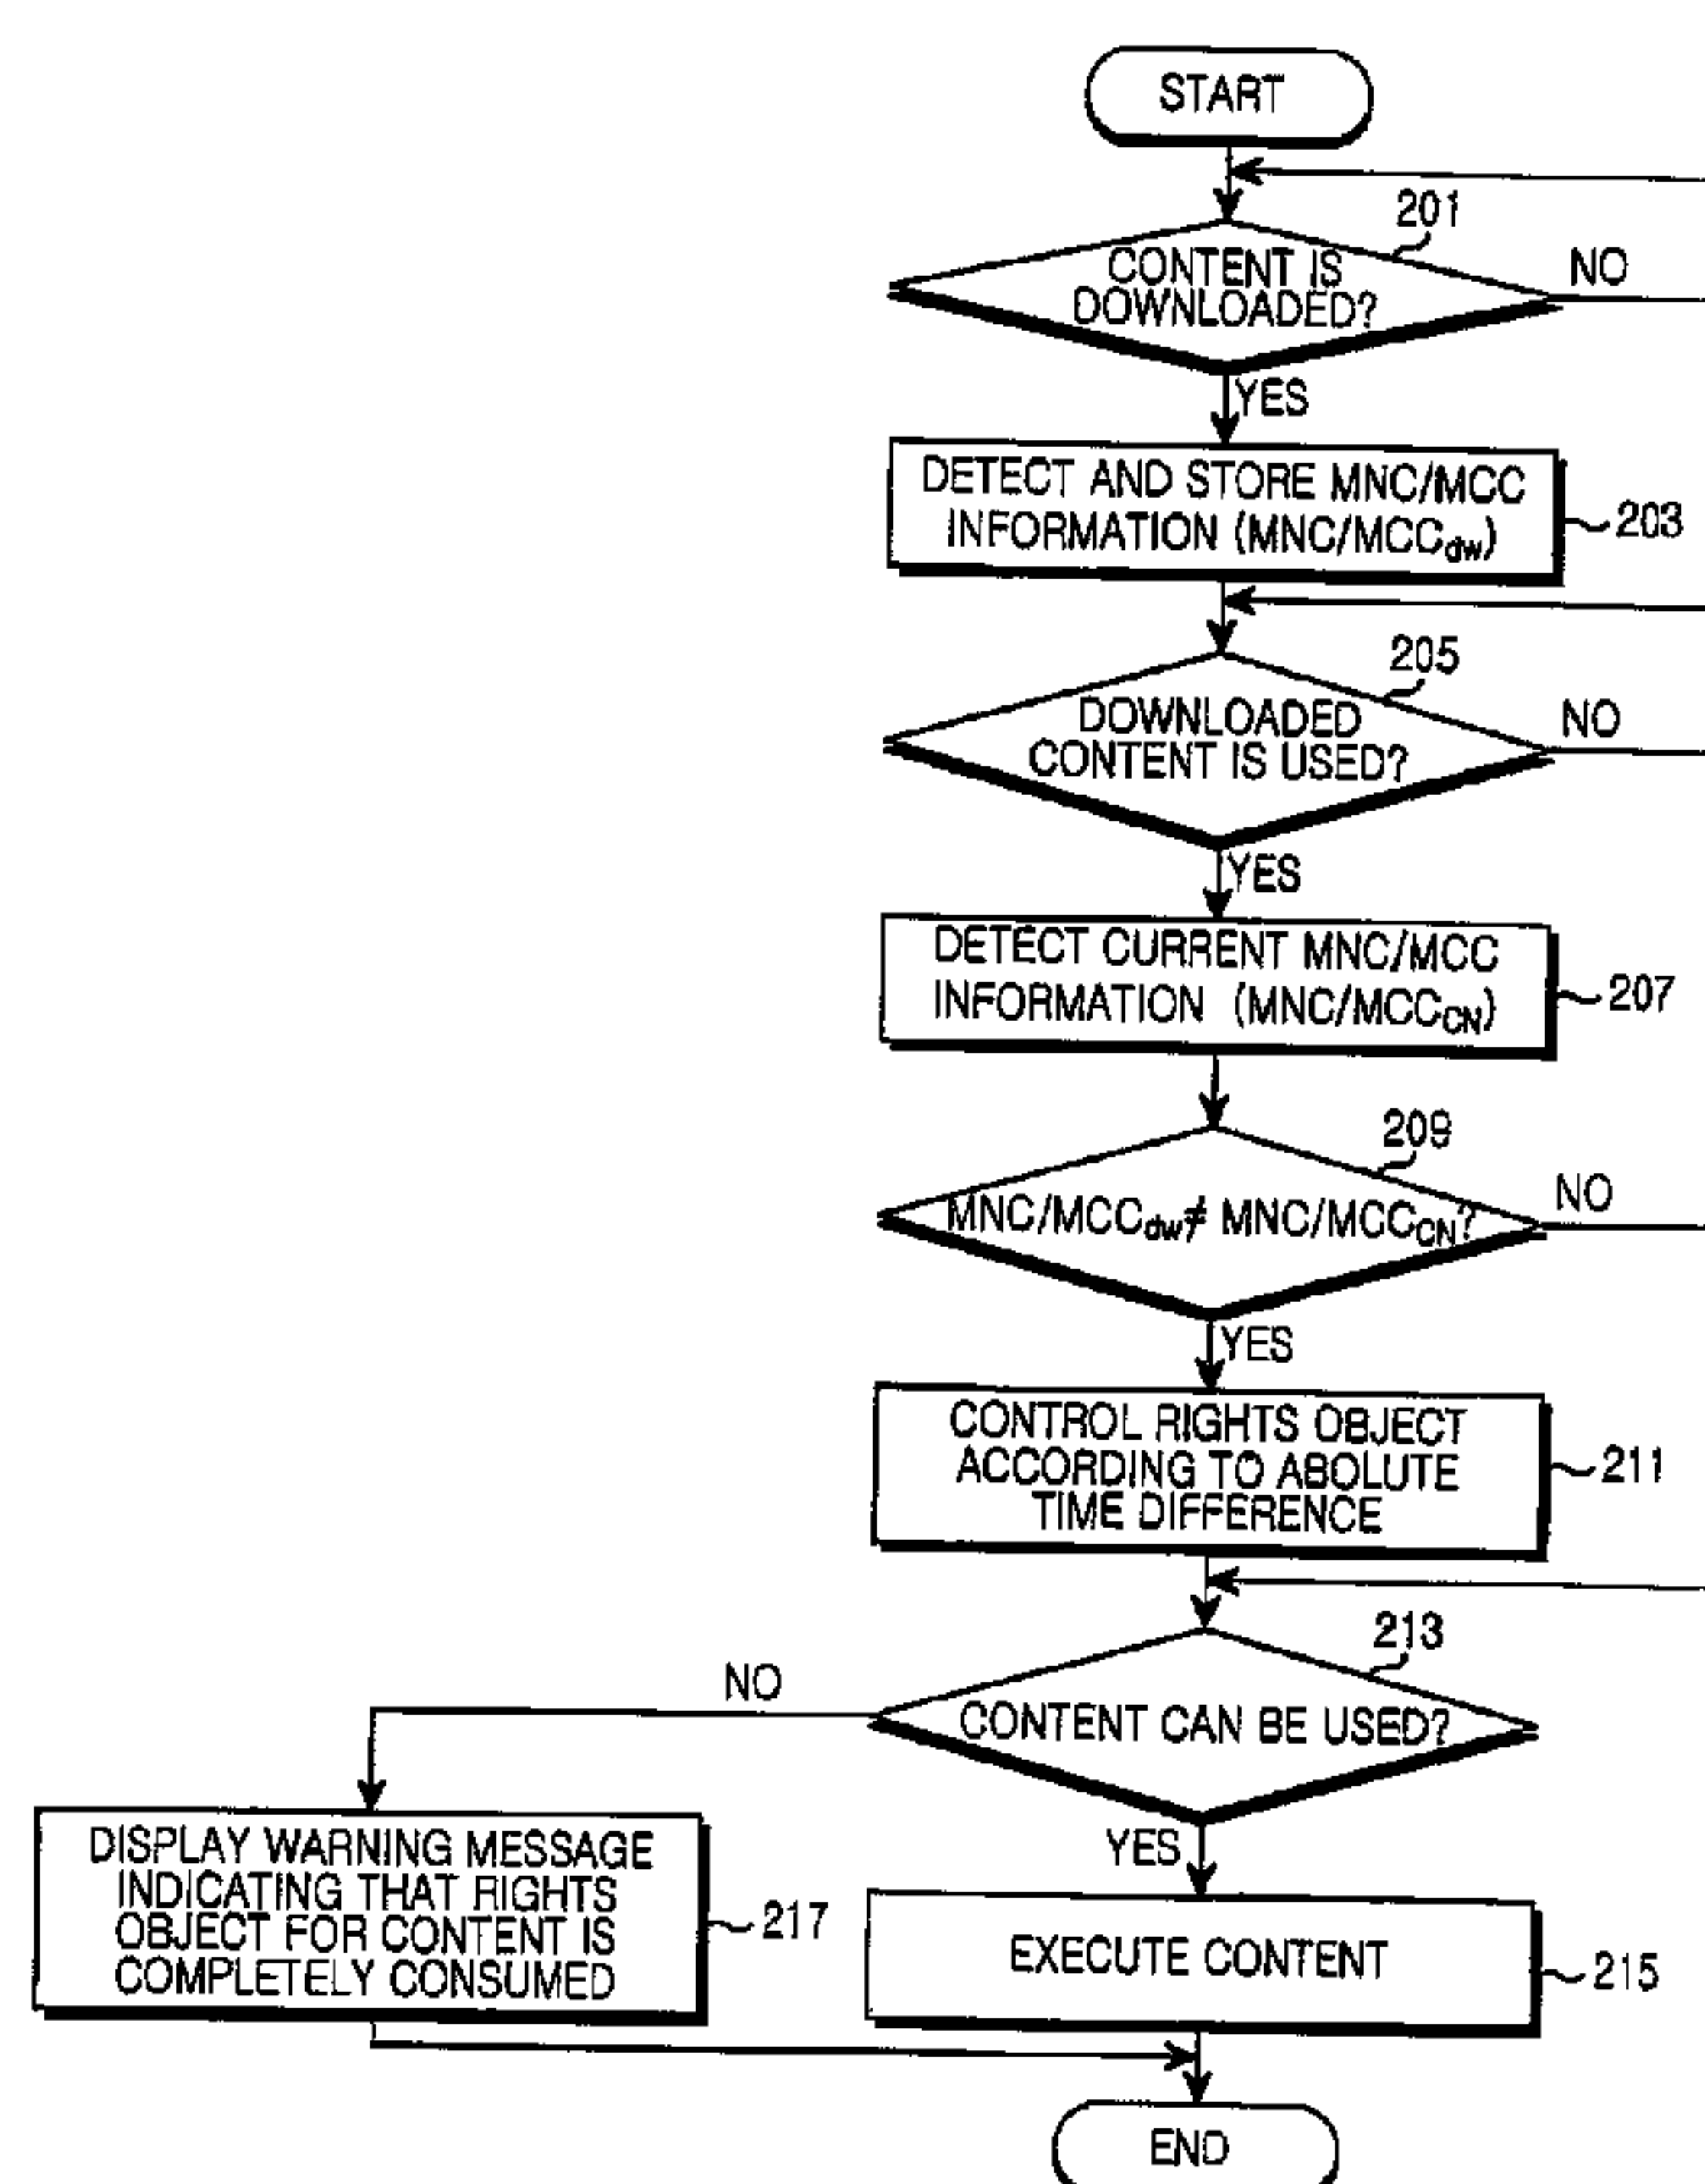 START
201
CONTENT IS
DOWNLOADED?
NO
YES
DETECT AND STORE MNC/MCC
INFORMATION (MNC/MCCdw)
203
205
DOWNLOADED
CONTENT IS USED?
NO
YES
DETECT CURRENT MNC/MCC
INFORMATION (MNC/MCCCN)
207
209
MNC/MCCdw≠ MNC/MCCCN?
NO
YES
CONTROL RIGHTS OBJECT
ACCORDING TO ABOLUTE
TIME DIFFERENCE
211
213
NO
CONTENT CAN BE USED?
YES
DISPLAY WARNING MESSAGE
INDICATING THAT RIGHTS
OBJECT FOR CONTENT IS
COMPLETELY CONSUMED
217
EXECUTE CONTENT
215
END